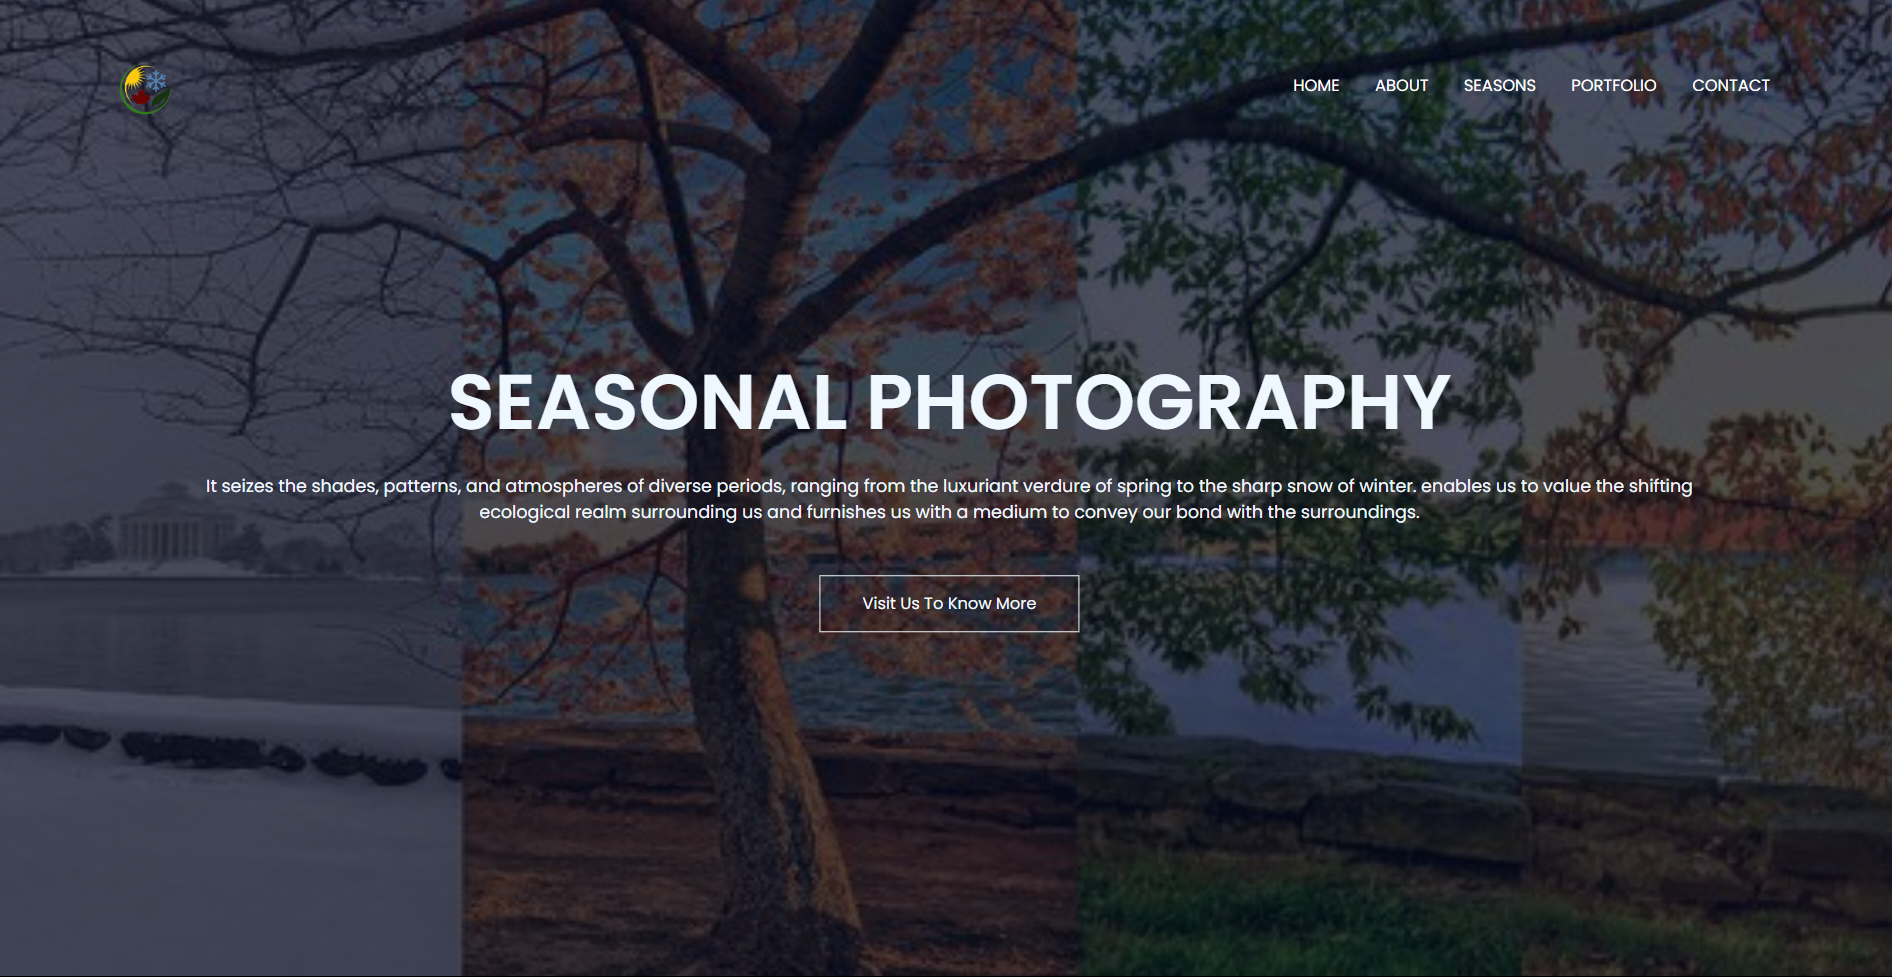 HOME ABOUT SEASONS PORTFOLIO CONTACT
SEASONAL PHOTOGRAPHY
It seizes the shades, patterns, and atmospheres of diverse periods, ranging from the luxuriant verdure of spring to the sharp snow of winter. enables us to value the shifting
ecological realm surrounding us and furnishes us with a medium to convey our bond with the surroundings.
Visit Us To Know More